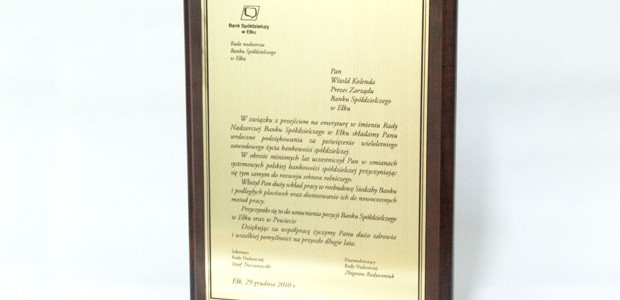 Bank Spółdzielczy
w Ełku
Rada nadzorcza
Banku Spółdzielczego
w Ełku
Pan
Witold Kolenda
Prezes Zarządu
Banku Spółdzielczego
w Ełku
W związku z przejściem na emeryturę w imieniu Rady
Nadzorczej Banku Spółdzielczego w Ełku składamy Panu
serdeczne podziękowania za poświęcenie wieloletniego
zawodowego życia bankowości spółdzielczej.
W okresie minionych lat uczestniczył Pan w zmianach
systemowych polskiej bankowości spółdzielczej przyczyniając
się tym samym do rozwoju sektora rolniczego.
Włożył Pan duży wkład pracy w rozbudowę Siedziby Banku
i podległych placówek oraz dostosowanie ich do nowoczesnych
metod pracy.
Przyczyniło się to do umocnienia pozycji Banku Spółdzielczego
w Ełku oraz w Powiecie
Dziękując za współpracę życzymy Panu dużo zdrowia
i wszelkiej pomyślności na przyszłe długie lata.
Sekretarz
Rady Nadzorczej
Józef
Przewodniczący
Rady Nadzorczej
Zbigniew
Ełk, 29 grudnia 2010 r.